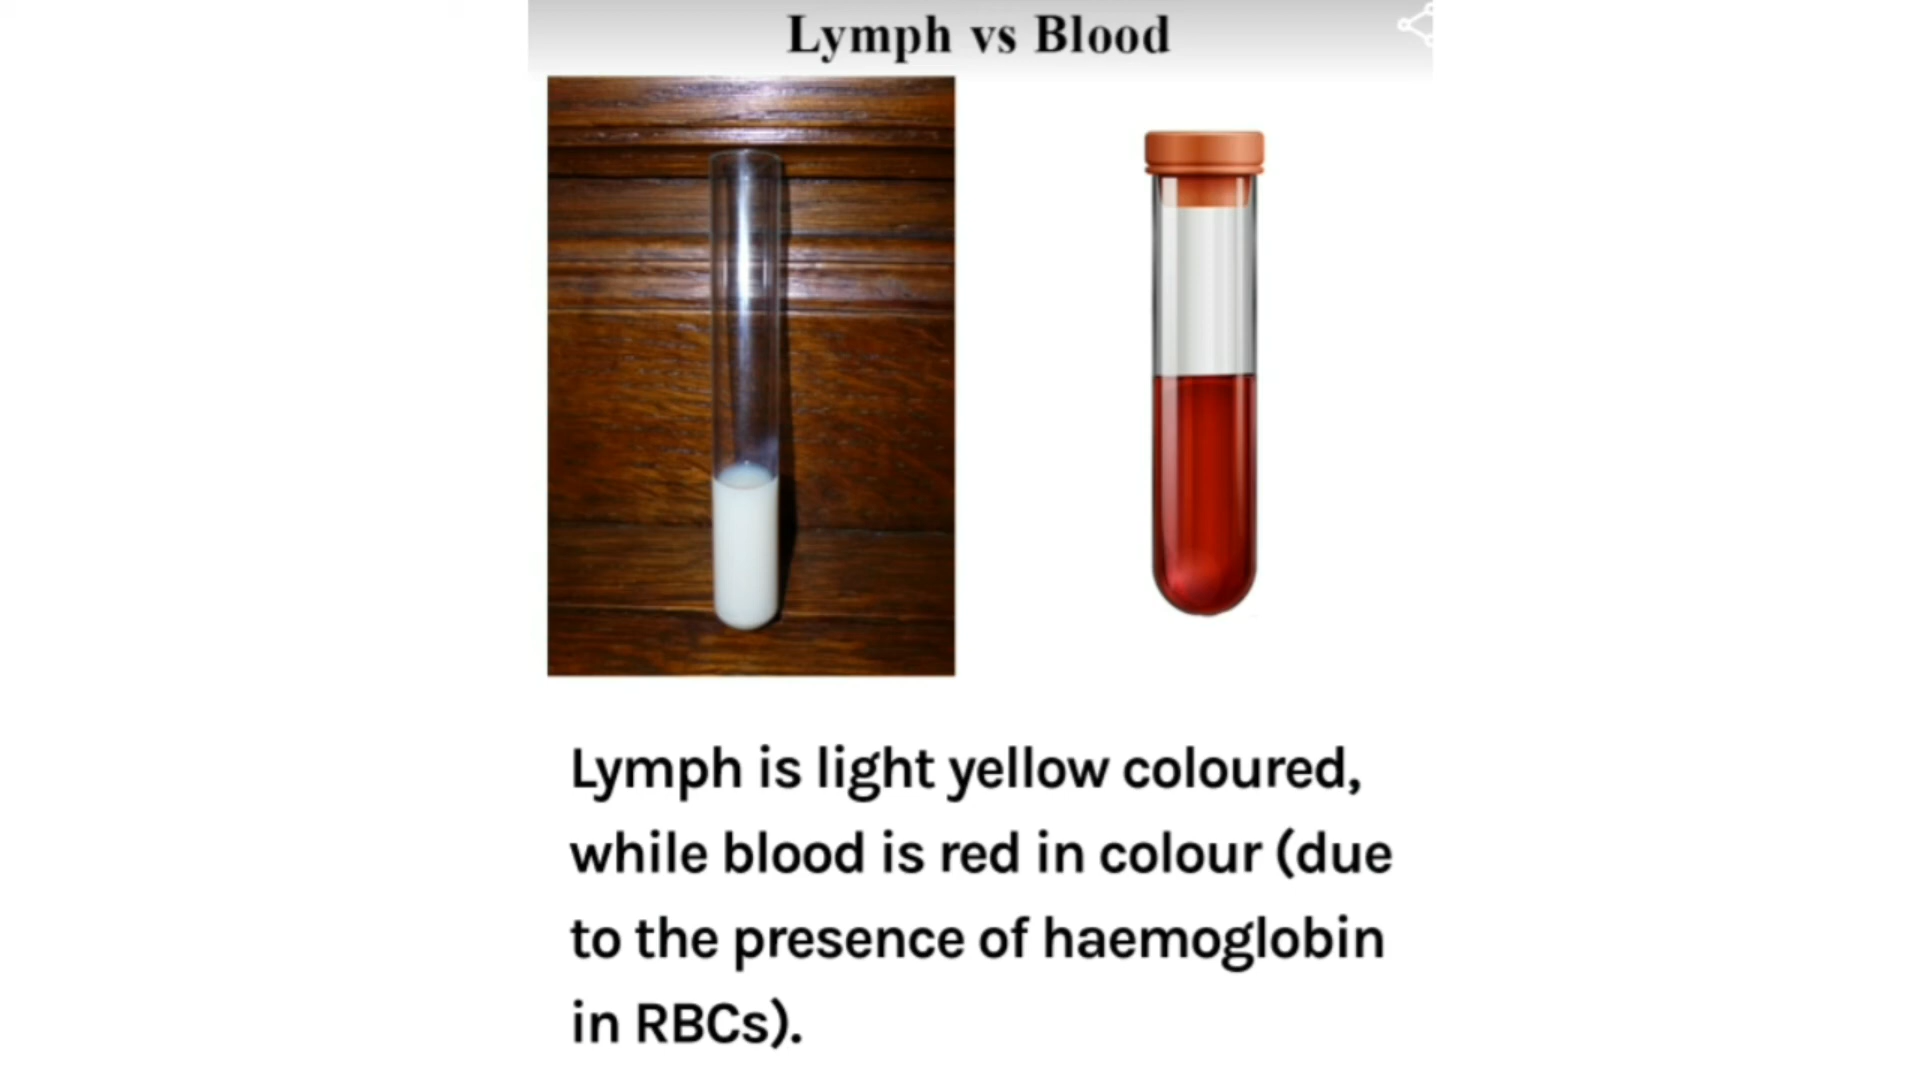 Lymph vs Blood
Lymph is light yellow coloured,
while blood is red in colour (due
to the presence of haemoglobin
in RBCs).